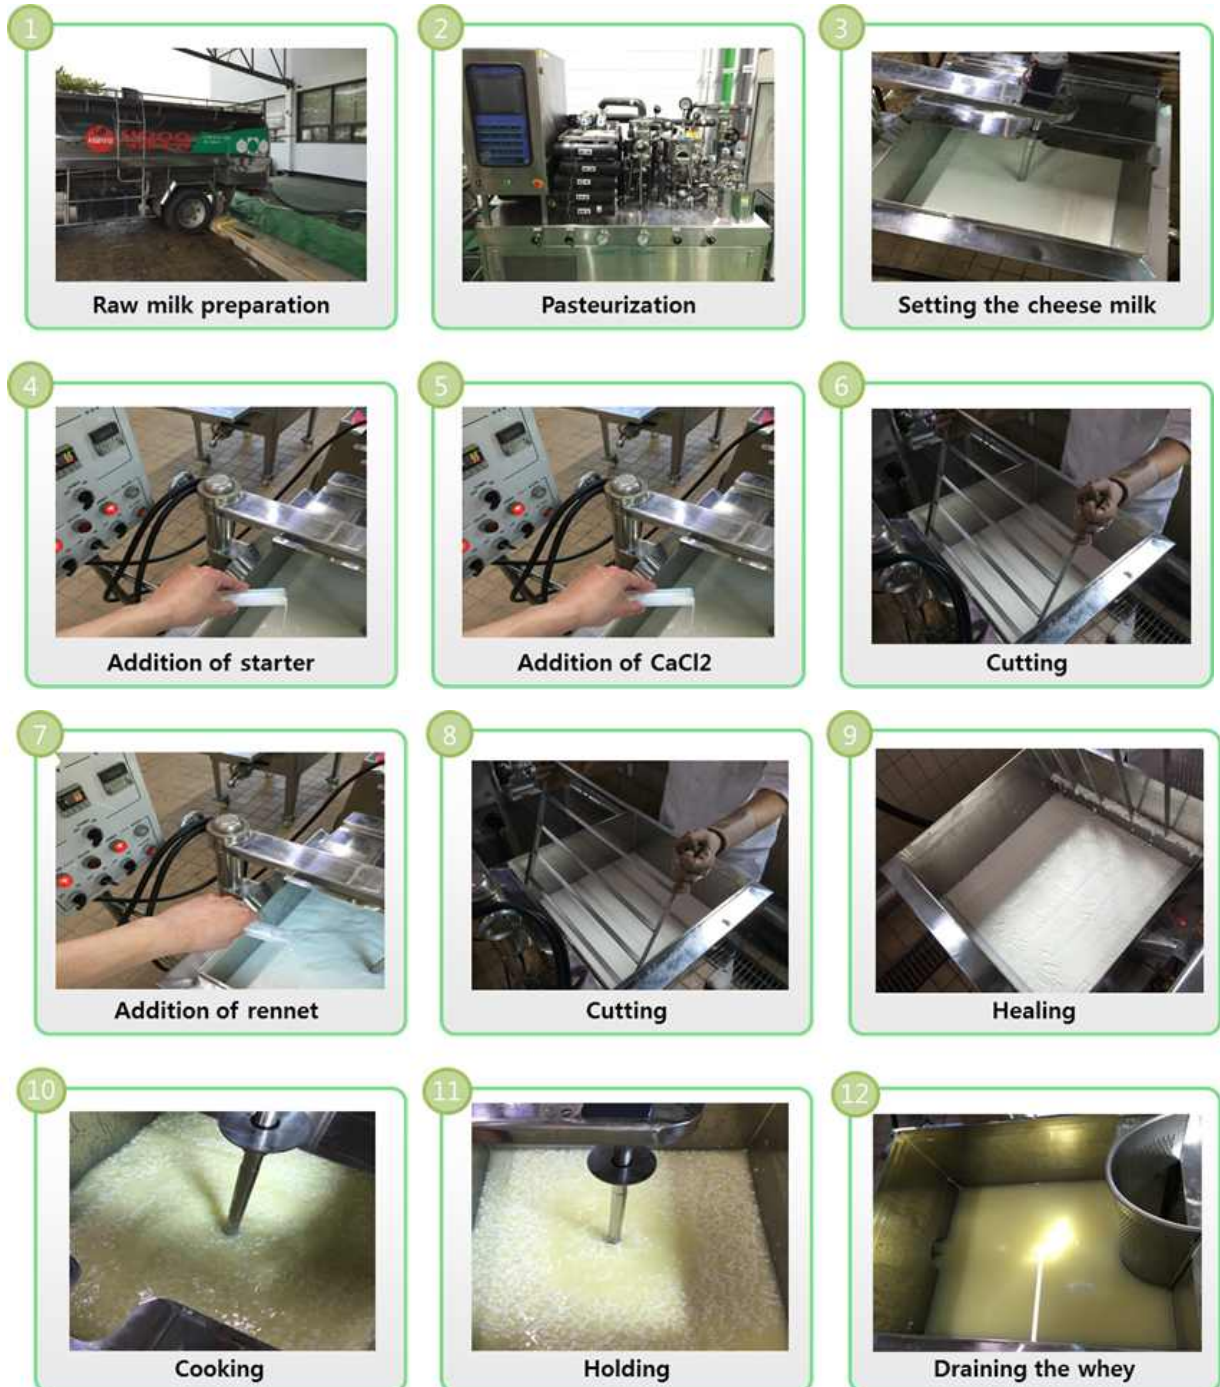 1
2
3
Raw milk preparation
Pasteurization
Setting the cheese milk
4
5
6
Addition of starter
Addition of CaCl2
Cutting
7
8
9
Addition of rennet
Cutting
Healing
10
11
12
Cooking
Holding
Draining the whey